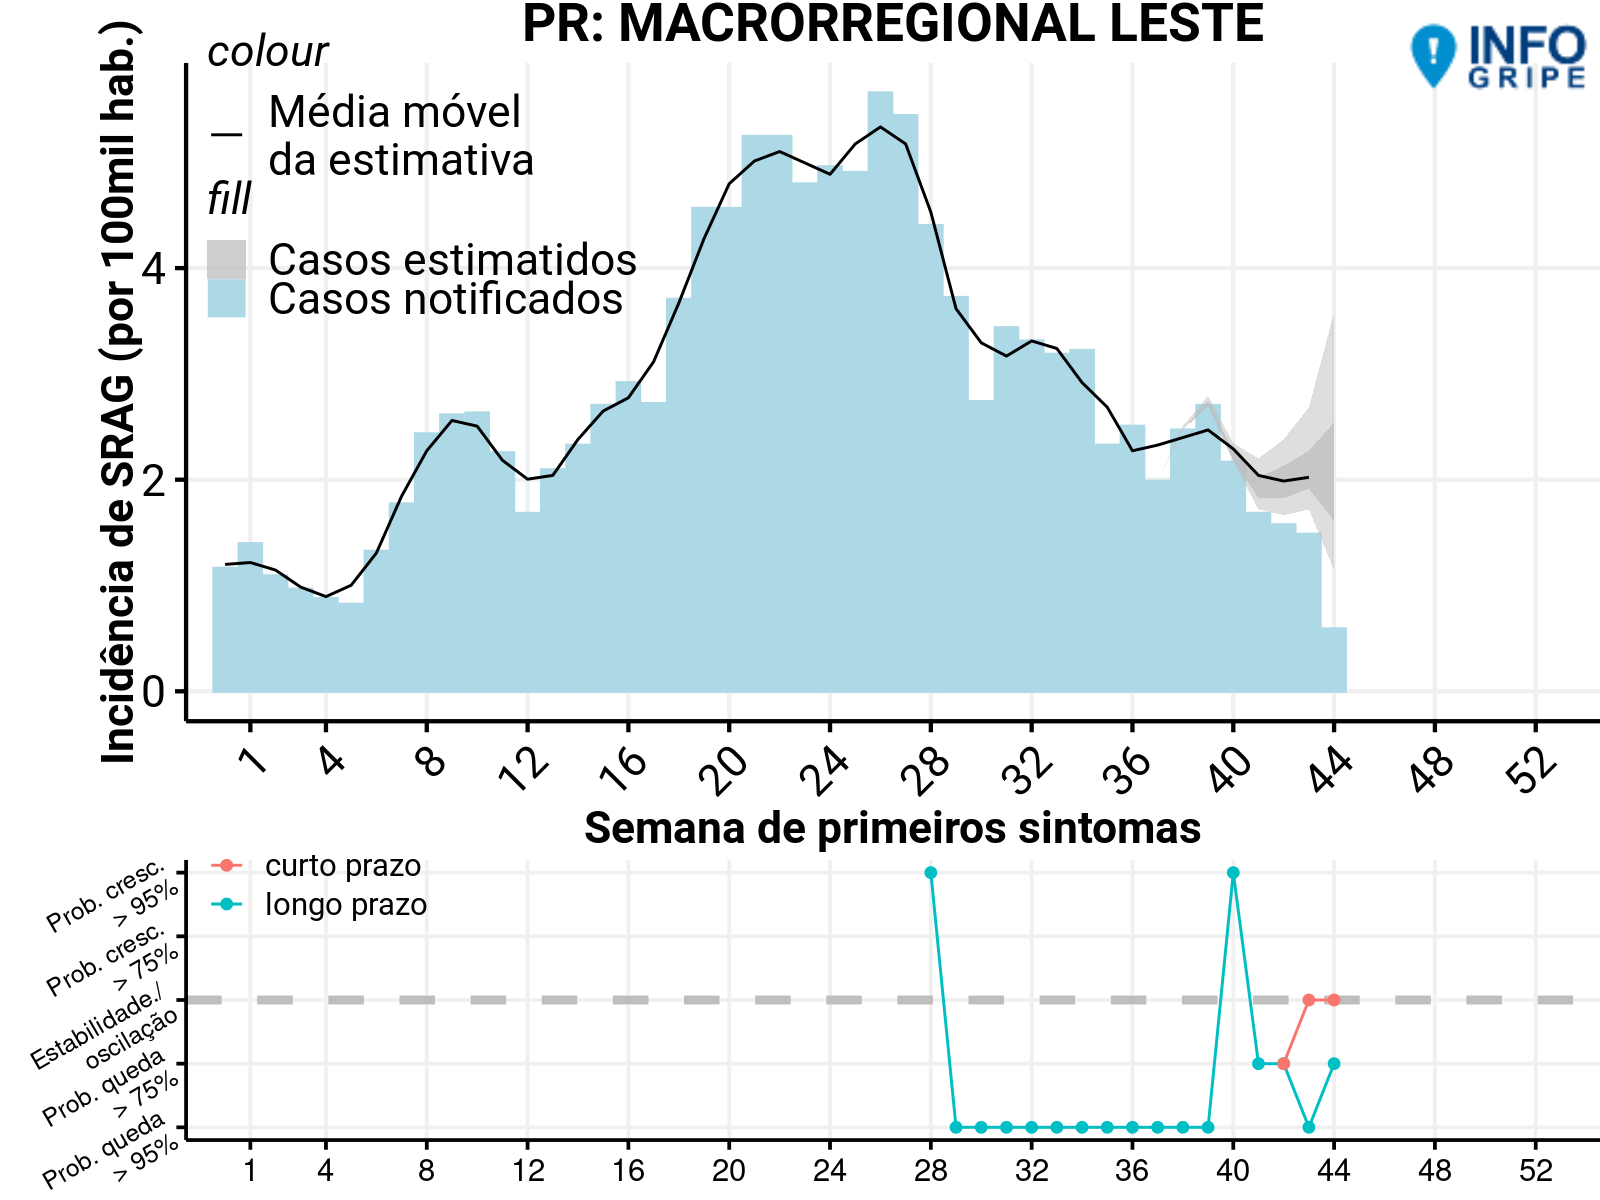 PR: MACRORREGIONAL LESTE
INFO
GRIPE
colour
Média móvel
da estimativa
fill
Casos estimatidos
Casos notificados
Incidência de SRAG (por 100mil hab.)
4
2
0
1 4 8 12 16 20 24 28 32 36 40 44 48 52
Semana de primeiros sintomas
curto prazo
longo prazo
Prob. cresc.
> 95%
Prob. cresc.
> 75%
Estabilidade./
oscilação
Prob. queda
> 75%
Prob. queda
> 95%
1 4 8 12 16 20 24 28 32 36 40 44 48 52